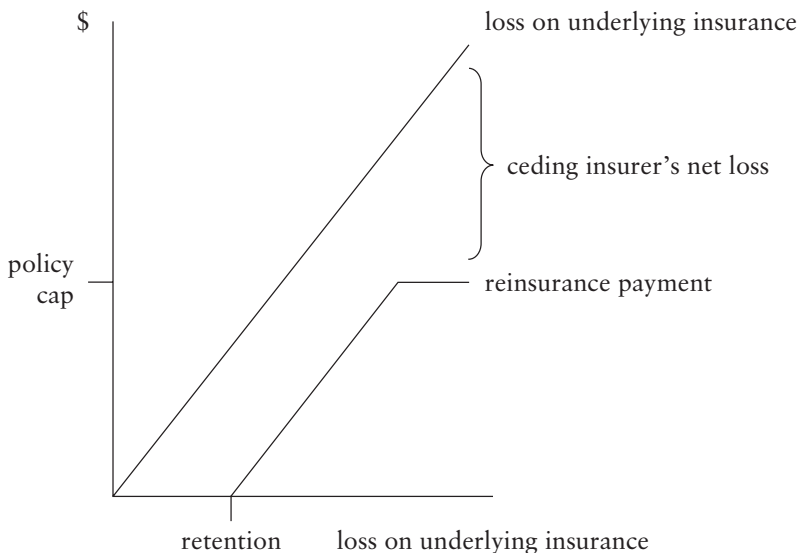 $
loss on underlying insurance
ceding insurer’s net loss
policy
cap
reinsurance payment
retention
loss on underlying insurance